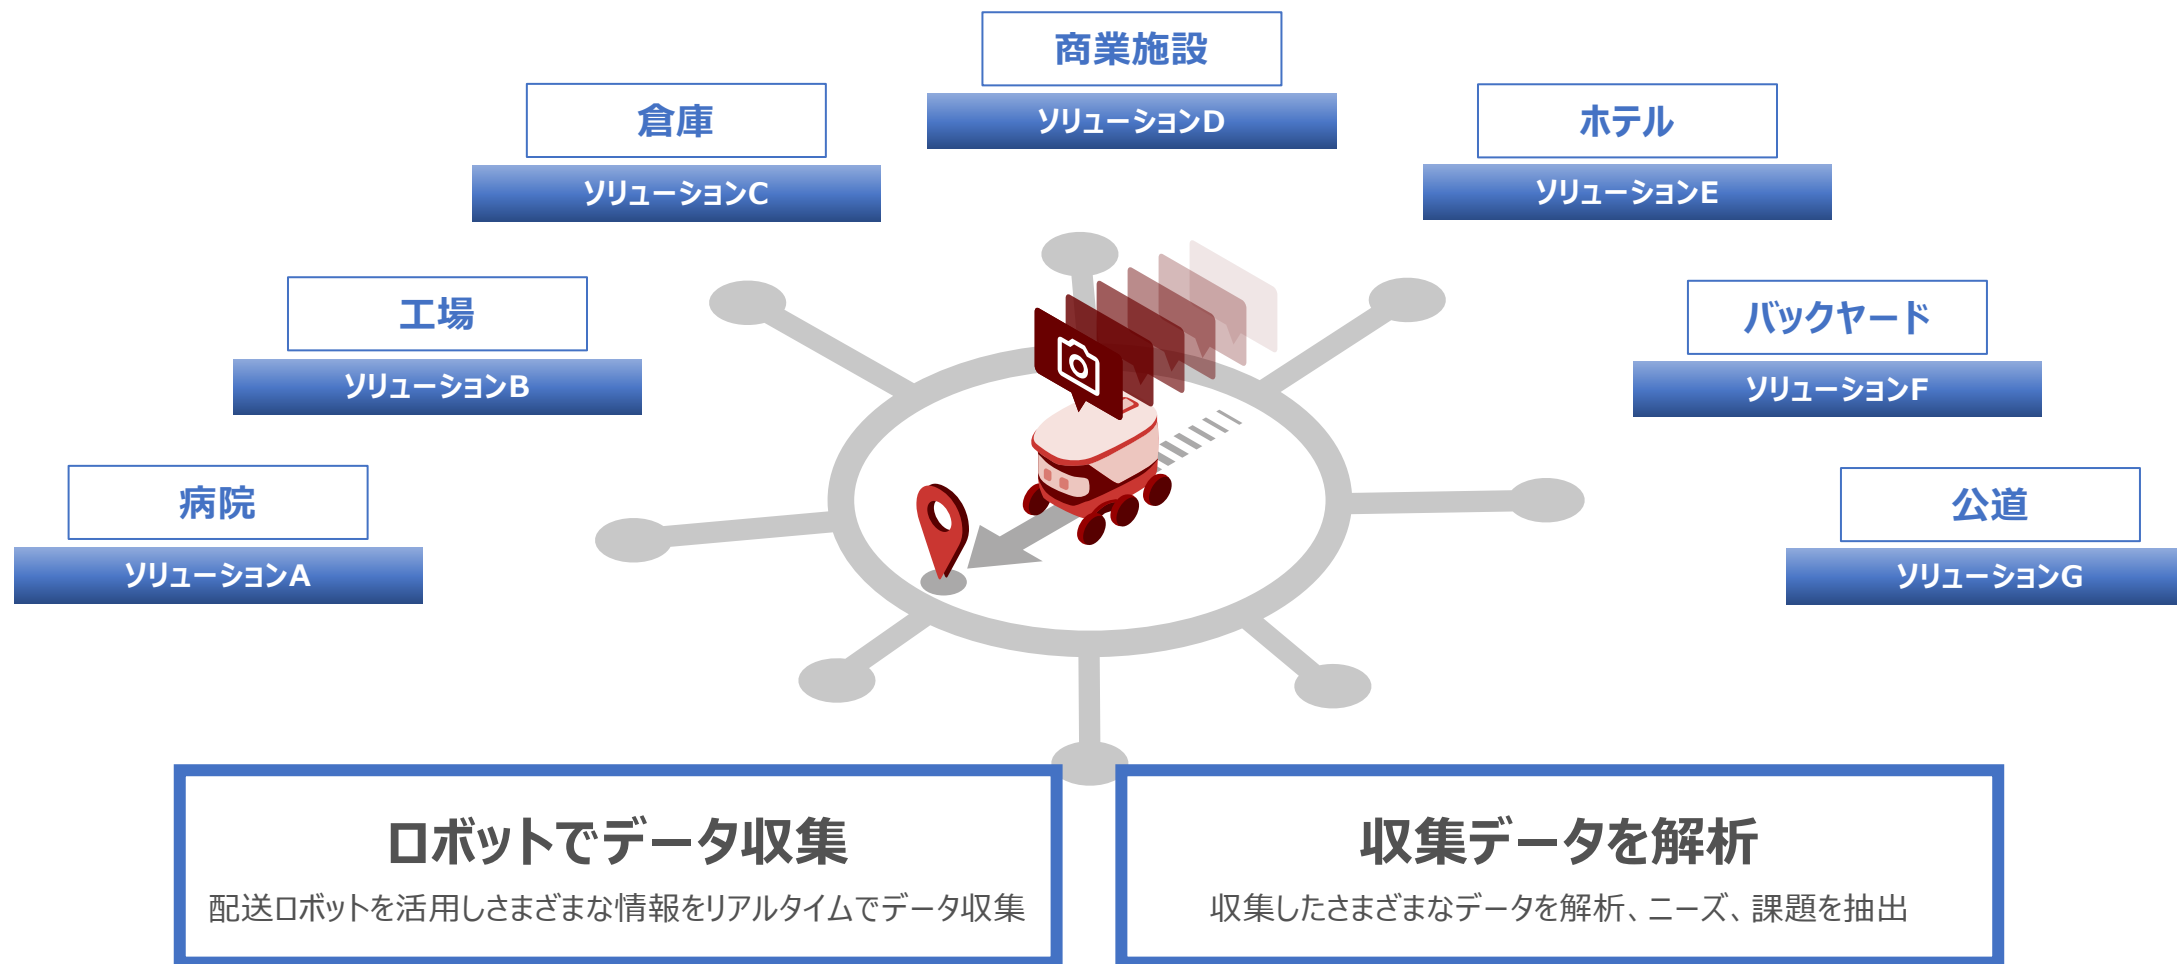 商業施設
ソリューションD
倉庫
ソリューションC
ホテル
ソリューションE
工場
ソリューションB
バックヤード
ソリューションF
病院
ソリューションA
公道
ソリューションG
ロボットでデータ収集
配送ロボットを活用しさまざまな情報をリアルタイムでデータ収集
収集データを解析
収集したさまざまなデータを解析、ニーズ、課題を抽出